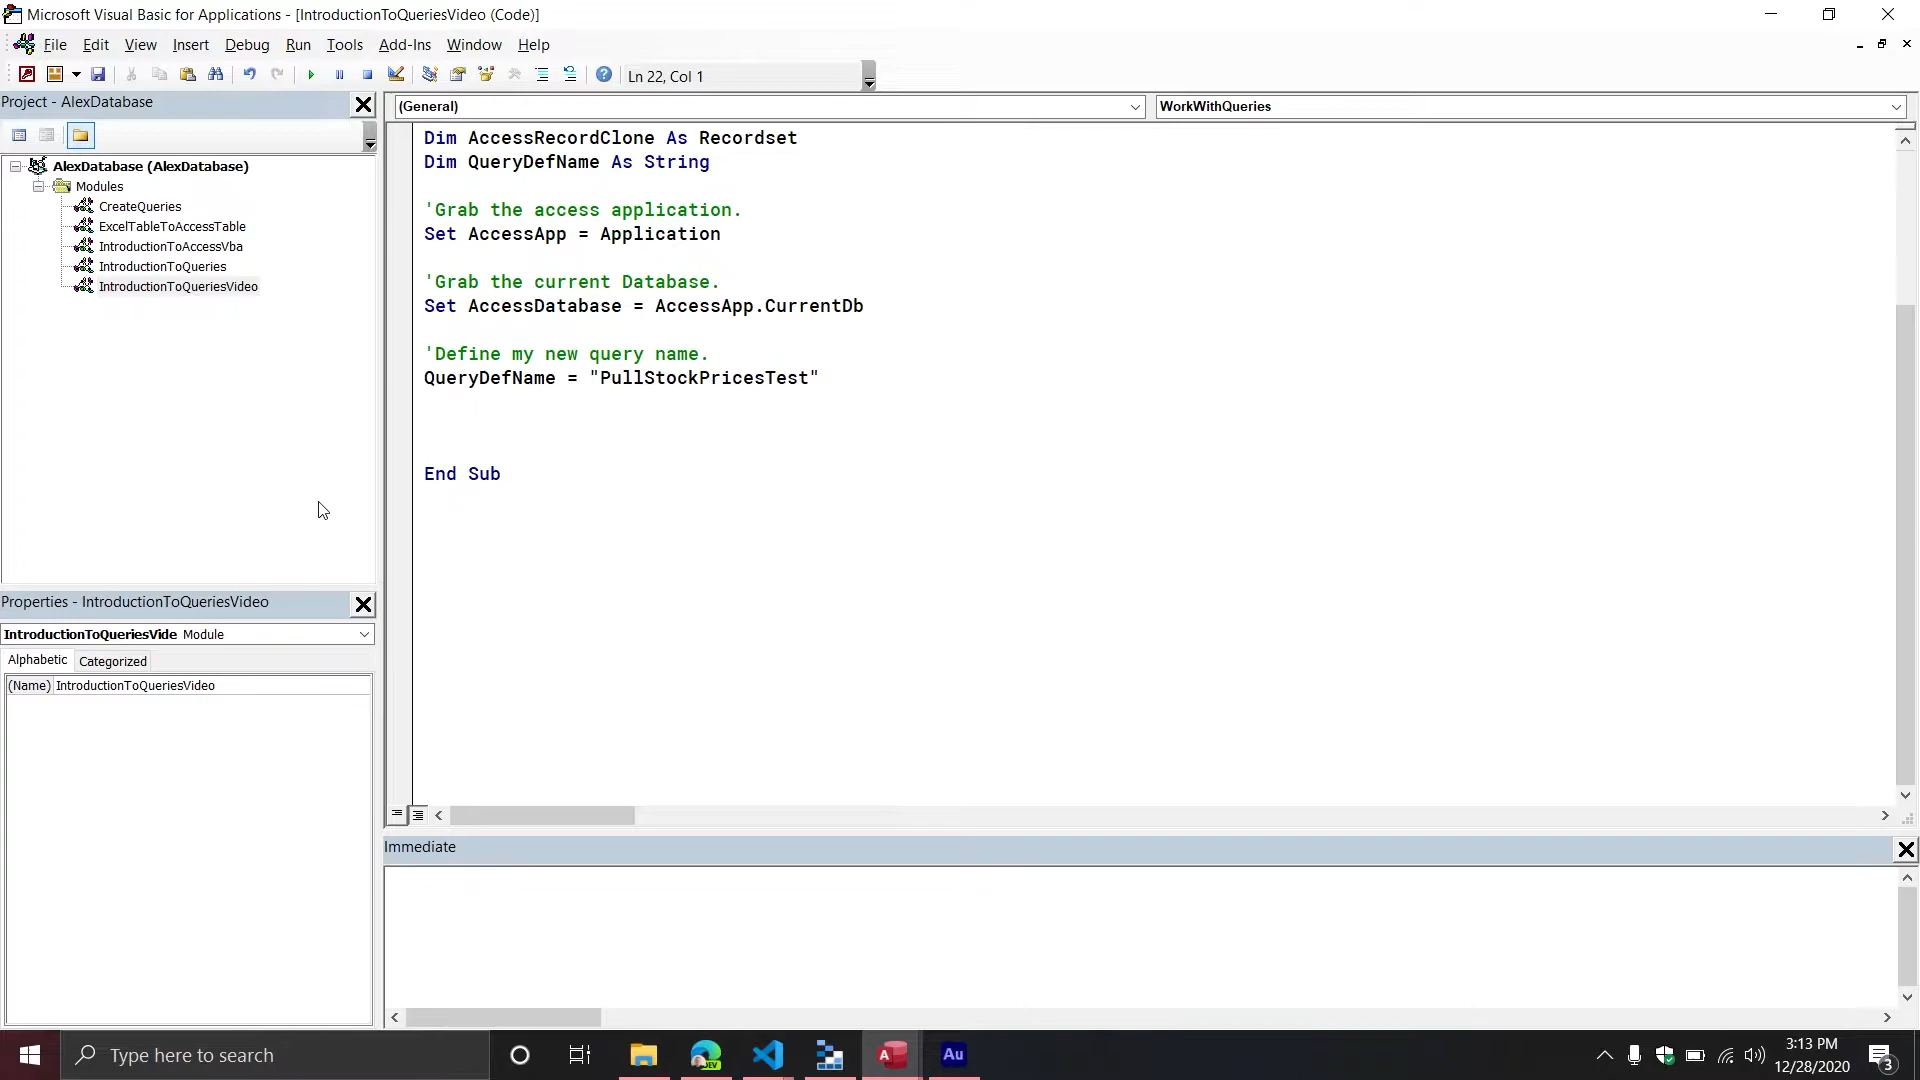 Microsoft Visual Basic for Applications - [IntroductionToQueriesVideo (Code)]
File Edit View Insert Debug Run Tools Add-Ins Window Help
Ln 22, Col 1
Project - AlexDatabase
(General)
WorkWithQueries
AlexDatabase (AlexDatabase)
Modules
CreateQueries
ExcelTableToAccessTable
IntroductionToAccessVba
IntroductionToQueries
IntroductionToQueriesVideo
Dim AccessRecordClone As Recordset
Dim QueryDefName As String
'Grab the access application.
Set AccessApp = Application
'Grab the current Database.
Set AccessDatabase = AccessApp.CurrentDb
'Define my new query name.
QueryDefName = "PullStockPricesTest"
End Sub
Properties - IntroductionToQueriesVideo
IntroductionToQueriesVide Module
Alphabetic Categorized
(Name) IntroductionToQueriesVideo
Immediate
Type here to search
DEV
A
Au
3:13 PM
12/28/2020
3